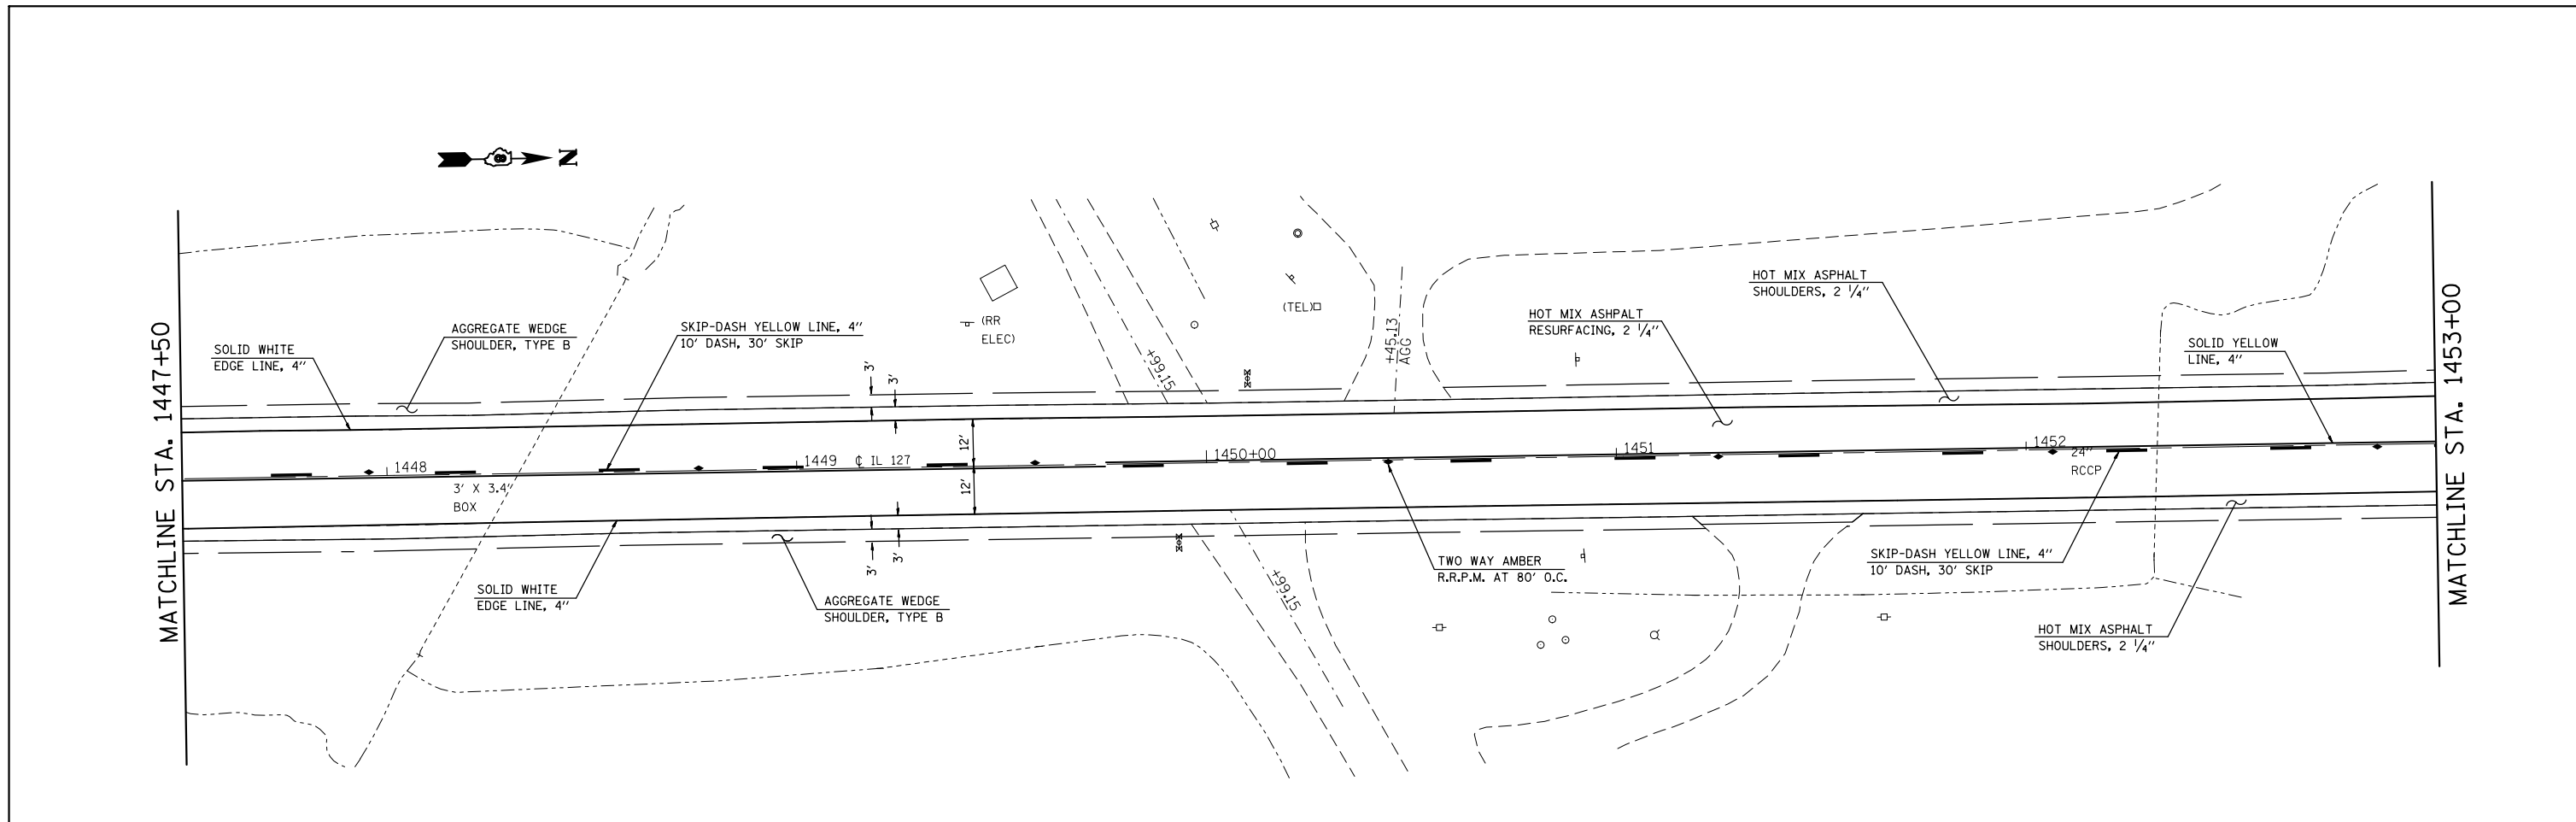 N
MATCHLINE STA. 1447+50
SOLID WHITE
EDGE LINE, 4"
AGGREGATE WEDGE
SHOULDER, TYPE B
SKIP-DASH YELLOW LINE, 4"
10' DASH, 30' SKIP
3'
3'
(RR
ELEC)
+99.15
(TEL)
+45.13
AGG
HOT MIX ASHPALT
RESURFACING, 2 1/4"
HOT MIX ASPHALT
SHOULDERS, 2 1/4"
SOLID YELLOW
LINE, 4"
MATCHLINE STA. 1453+00
1448
1449
℄ IL 127
12'
12'
1450+00
1451
1452
24"
RCCP
3' X 3.4'
BOX
SOLID WHITE
EDGE LINE, 4"
AGGREGATE WEDGE
SHOULDER, TYPE B
3'
3'
+99.15
TWO WAY AMBER
R.R.P.M. AT 80' O.C.
SKIP-DASH YELLOW LINE, 4"
10' DASH, 30' SKIP
HOT MIX ASPHALT
SHOULDERS, 2 1/4"